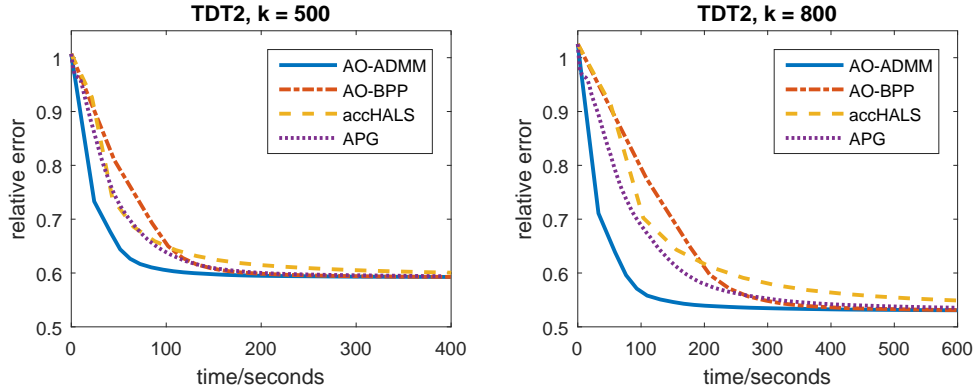 TDT2, k = 500
1
0.9
0.8
0.7
0.6
0.5
relative error
0
100
200
300
400
time/seconds
AO-ADMM
AO-BPP
accHALS
APG
TDT2, k = 800
1
0.9
0.8
0.7
0.6
0.5
relative error
0
100
200
300
400
500
600
time/seconds
AO-ADMM
AO-BPP
accHALS
APG